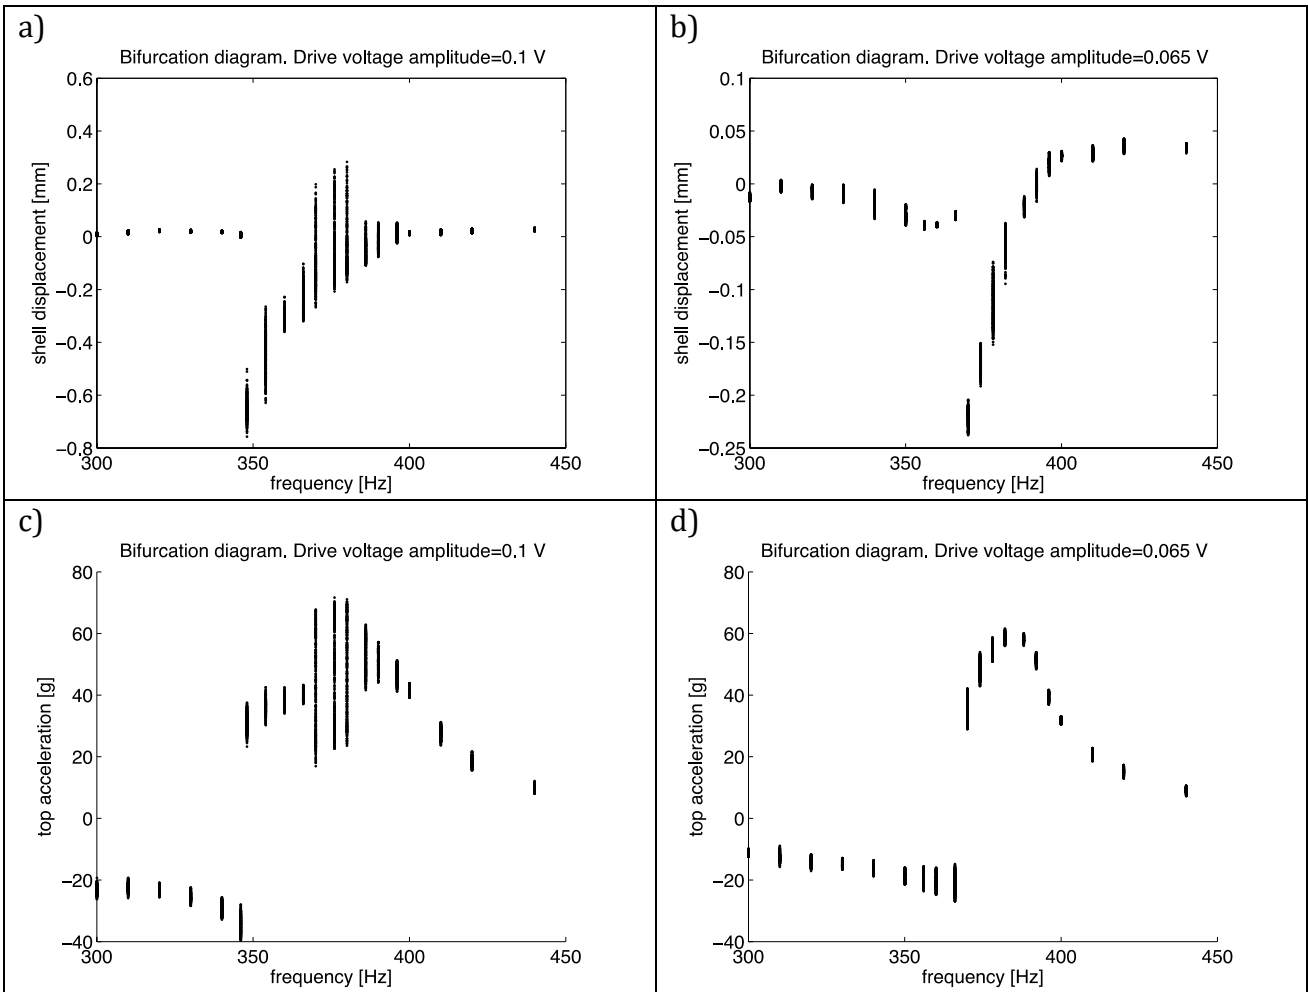 a)
Bifurcation diagram. Drive voltage amplitude=0.1 V
0.6
0.4
0.2
0
−0.2
−0.4
−0.6
−0.8
shell displacement [mm]
300 350 400 450
frequency [Hz]
b)
Bifurcation diagram. Drive voltage amplitude=0.065 V
0.1
0.05
0
−0.05
−0.1
−0.15
−0.2
−0.25
shell displacement [mm]
300 350 400 450
frequency [Hz]
c)
Bifurcation diagram. Drive voltage amplitude=0.1 V
80
60
40
20
0
−20
−40
top acceleration [g]
300 350 400 450
frequency [Hz]
d)
Bifurcation diagram. Drive voltage amplitude=0.065 V
80
60
40
20
0
−20
−40
top acceleration [g]
300 350 400 450
frequency [Hz]